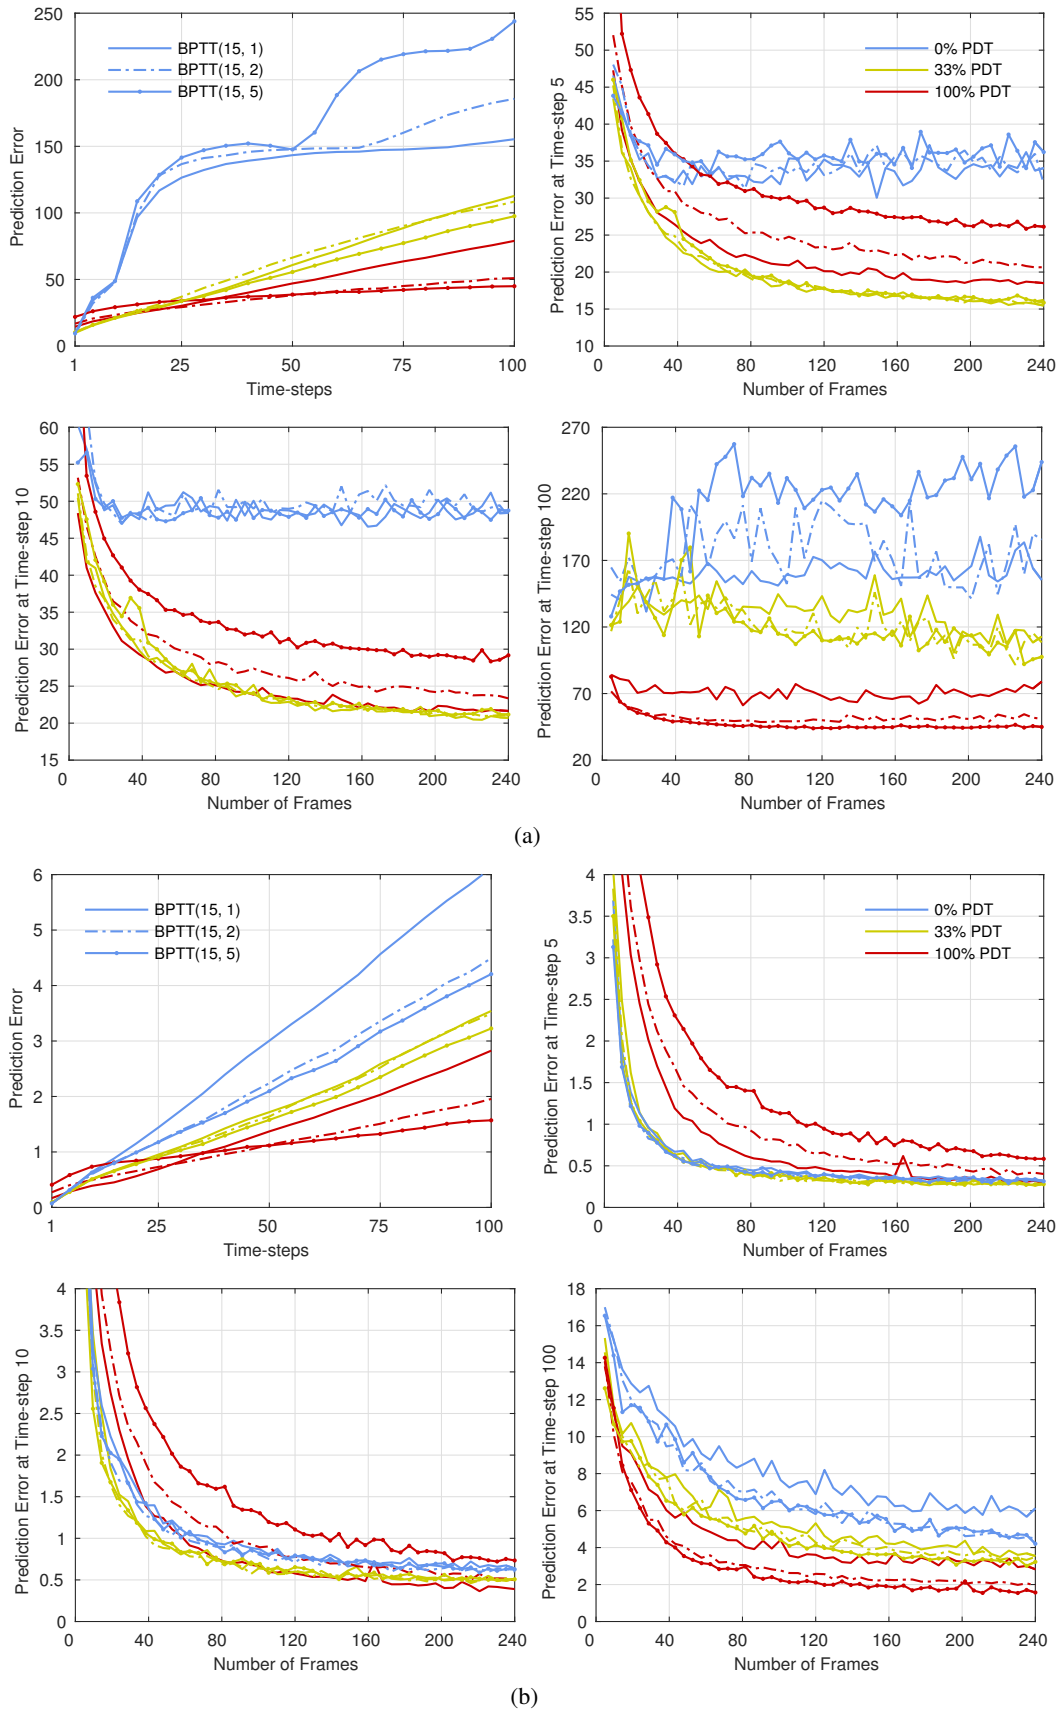 250
200
150
100
50
0
Prediction Error
BPTT(15, 1)
BPTT(15, 2)
BPTT(15, 5)
1 25 50 75 100
Time-steps
55
50
45
40
35
30
25
20
15
10
Prediction Error at Time-step 5
0% PDT
33% PDT
100% PDT
0 40 80 120 160 200 240
Number of Frames
60
55
50
45
40
35
30
25
20
15
Prediction Error at Time-step 10
0 40 80 120 160 200 240
Number of Frames
270
220
170
120
70
20
Prediction Error at Time-step 100
0 40 80 120 160 200 240
Number of Frames
(a)
6
5
4
3
2
1
0
Prediction Error
BPTT(15, 1)
BPTT(15, 2)
BPTT(15, 5)
1 25 50 75 100
Time-steps
4
3.5
3
2.5
2
1.5
1
0.5
0
Prediction Error at Time-step 5
0% PDT
33% PDT
100% PDT
0 40 80 120 160 200 240
Number of Frames
4
3.5
3
2.5
2
1.5
1
0.5
0
Prediction Error at Time-step 10
0 40 80 120 160 200 240
Number of Frames
18
16
14
12
10
8
6
4
2
0
Prediction Error at Time-step 100
0 40 80 120 160 200 240
Number of Frames
(b)